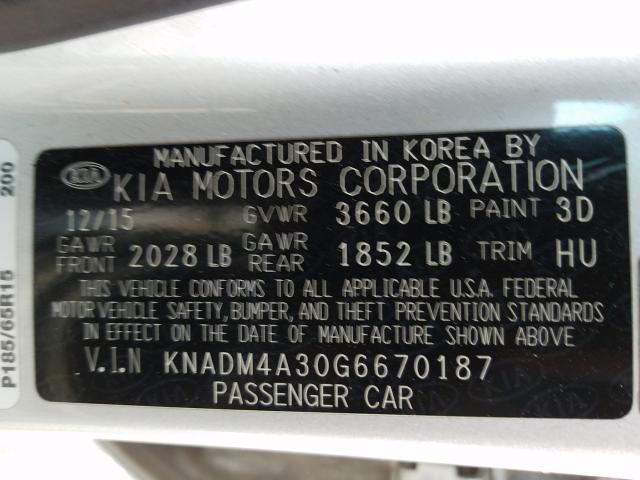 MANUFACTURED IN KOREA BY
KIA KIA MOTORS CORPORATION
12/15 GVWR 3660 LB PAINT 3D
GAWR FRONT 2028 LB GAWR REAR 1852 LB TRIM HU
THIS VEHICLE CONFORMS TO ALL APPLICABLE U.S.A. FEDERAL
MOTOR VEHICLE SAFETY, BUMPER, AND THEFT PREVENTION STANDARDS
IN EFFECT ON THE DATE OF MANUFACTURE SHOWN ABOVE
V.I.N KNADM4A30G6670187
PASSENGER CAR
P185/65R15 200